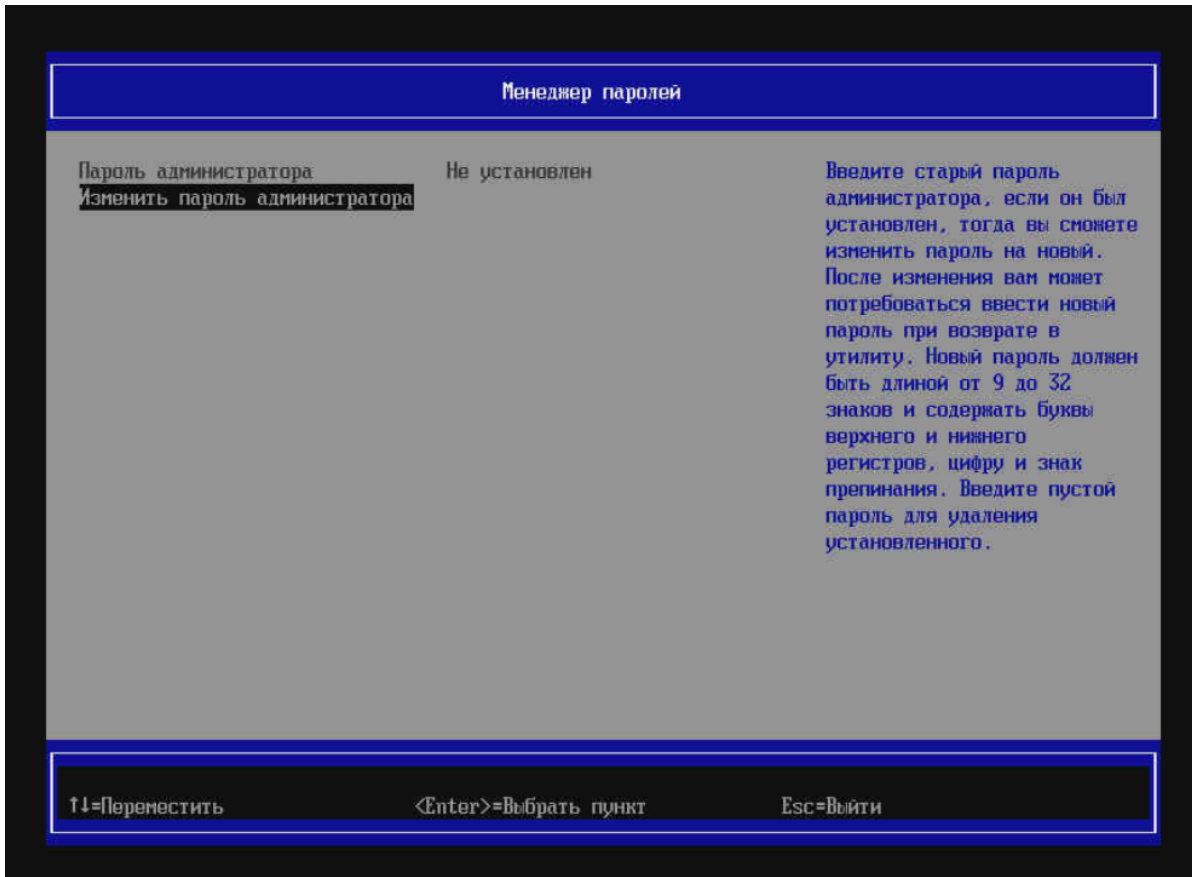 Менеджер паролей
Пароль администратора Не установлен
Изменить пароль администратора
Введите старый пароль
администратора, если он был
установлен, тогда вы сможете
изменить пароль на новый.
После изменения вам может
потребоваться ввести новый
пароль при возврате в
утилиту. Новый пароль должен
быть длиной от 9 до 32
знаков и содержать буквы
верхнего и нижнего
регистров, цифру и знак
препинания. Введите пустой
пароль для удаления
установленного.
↑↓=Переместить <Enter>=Выбрать пункт Esc=Выйти